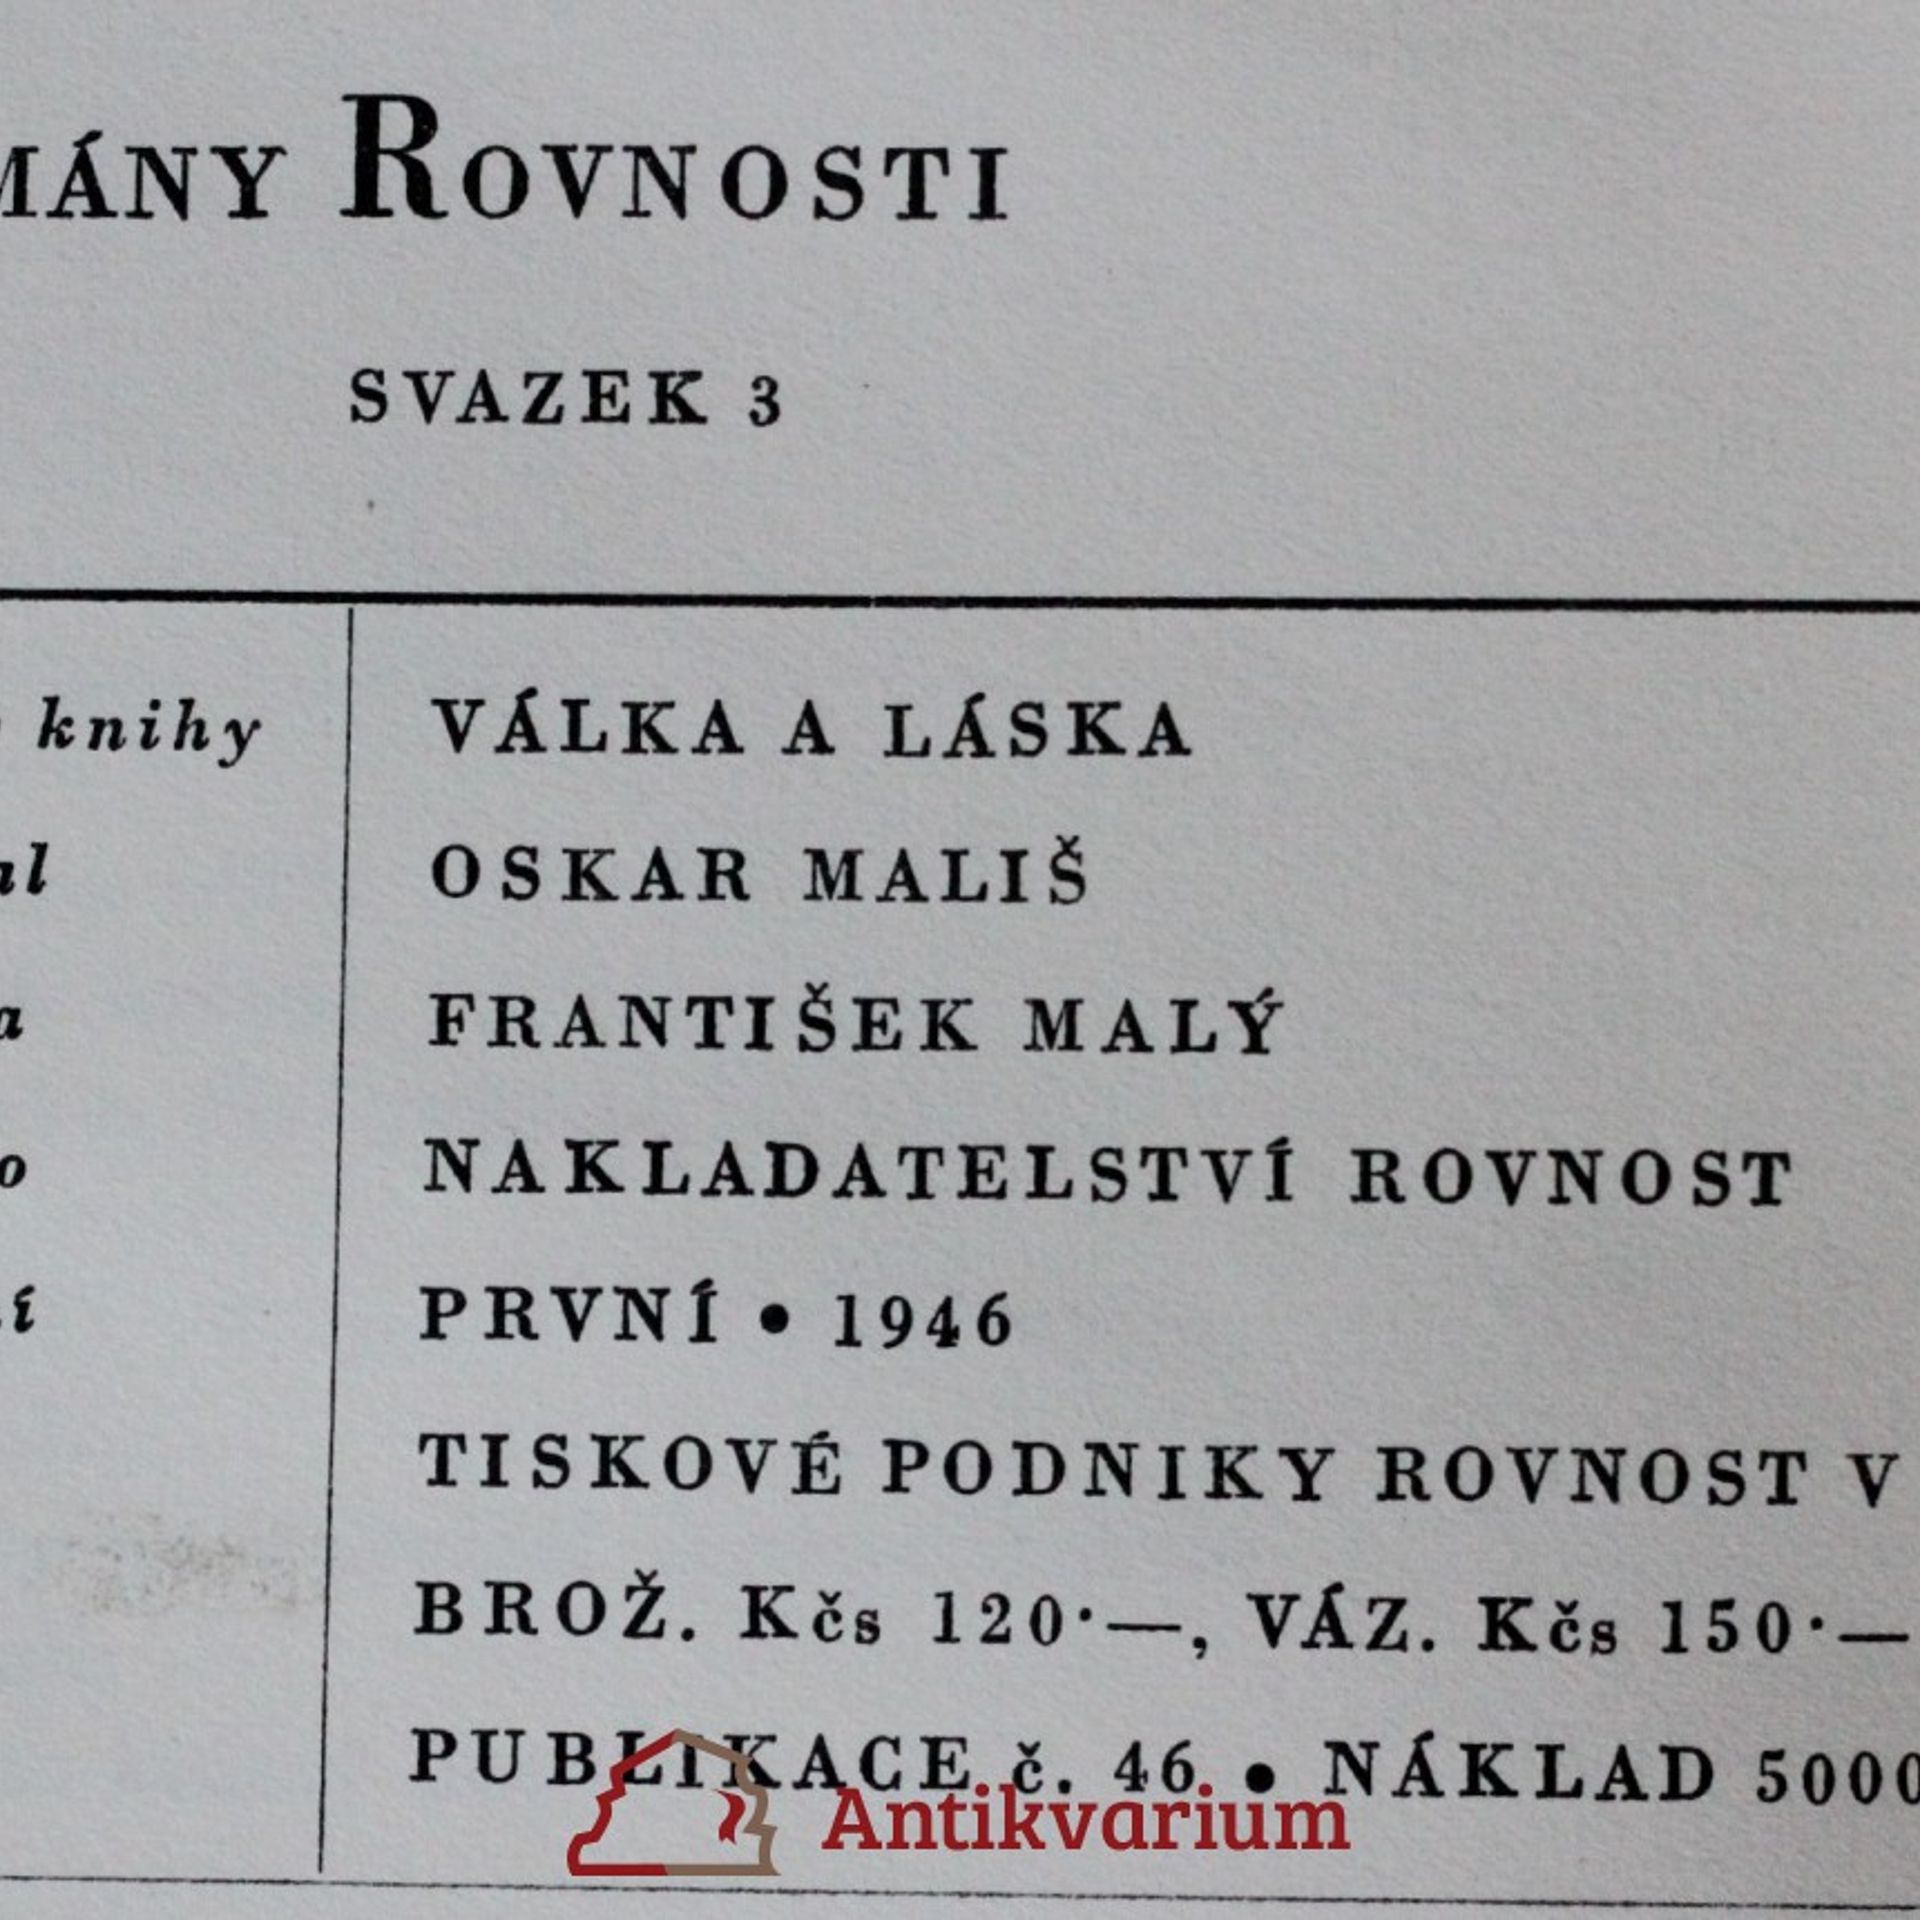 MÁNY ROVNOSTI
SVAZEK 3
knihy VÁLKA A LÁSKA
al OSKAR MALIŠ
a FRANTIŠEK MALÝ
o NAKLADATELSTVÍ ROVNOST
í PRVNÍ • 1946
TISKOVÉ PODNIKY ROVNOST V
BROŽ. Kčs 120·—, VÁZ. Kčs 150·—
PUBLIKACE č. 46 • NÁKLAD 5000
Antikvarium